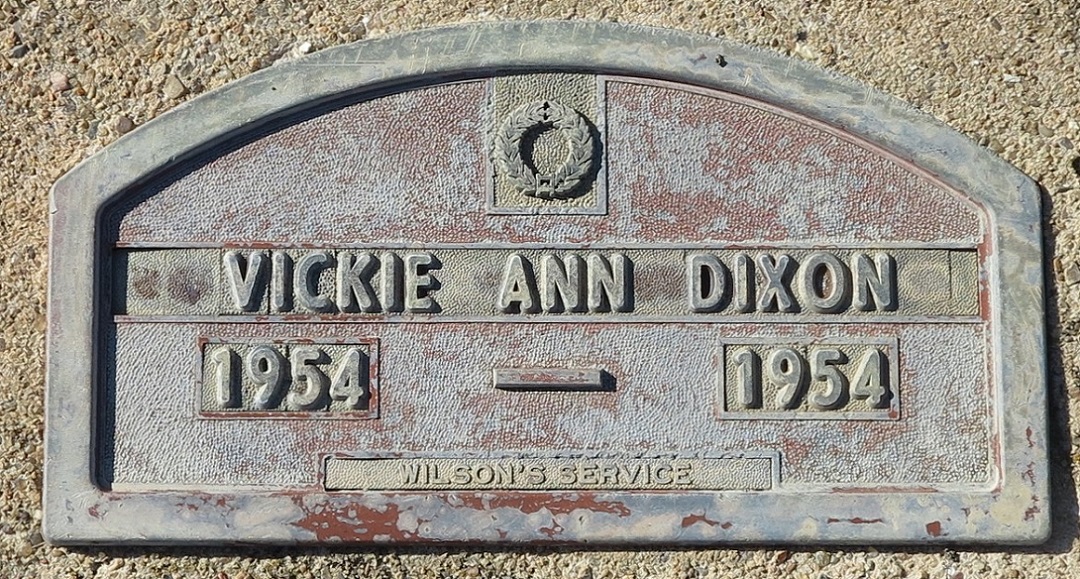 VICKIE ANN DIXON
1954 — 1954
WILSON'S SERVICE